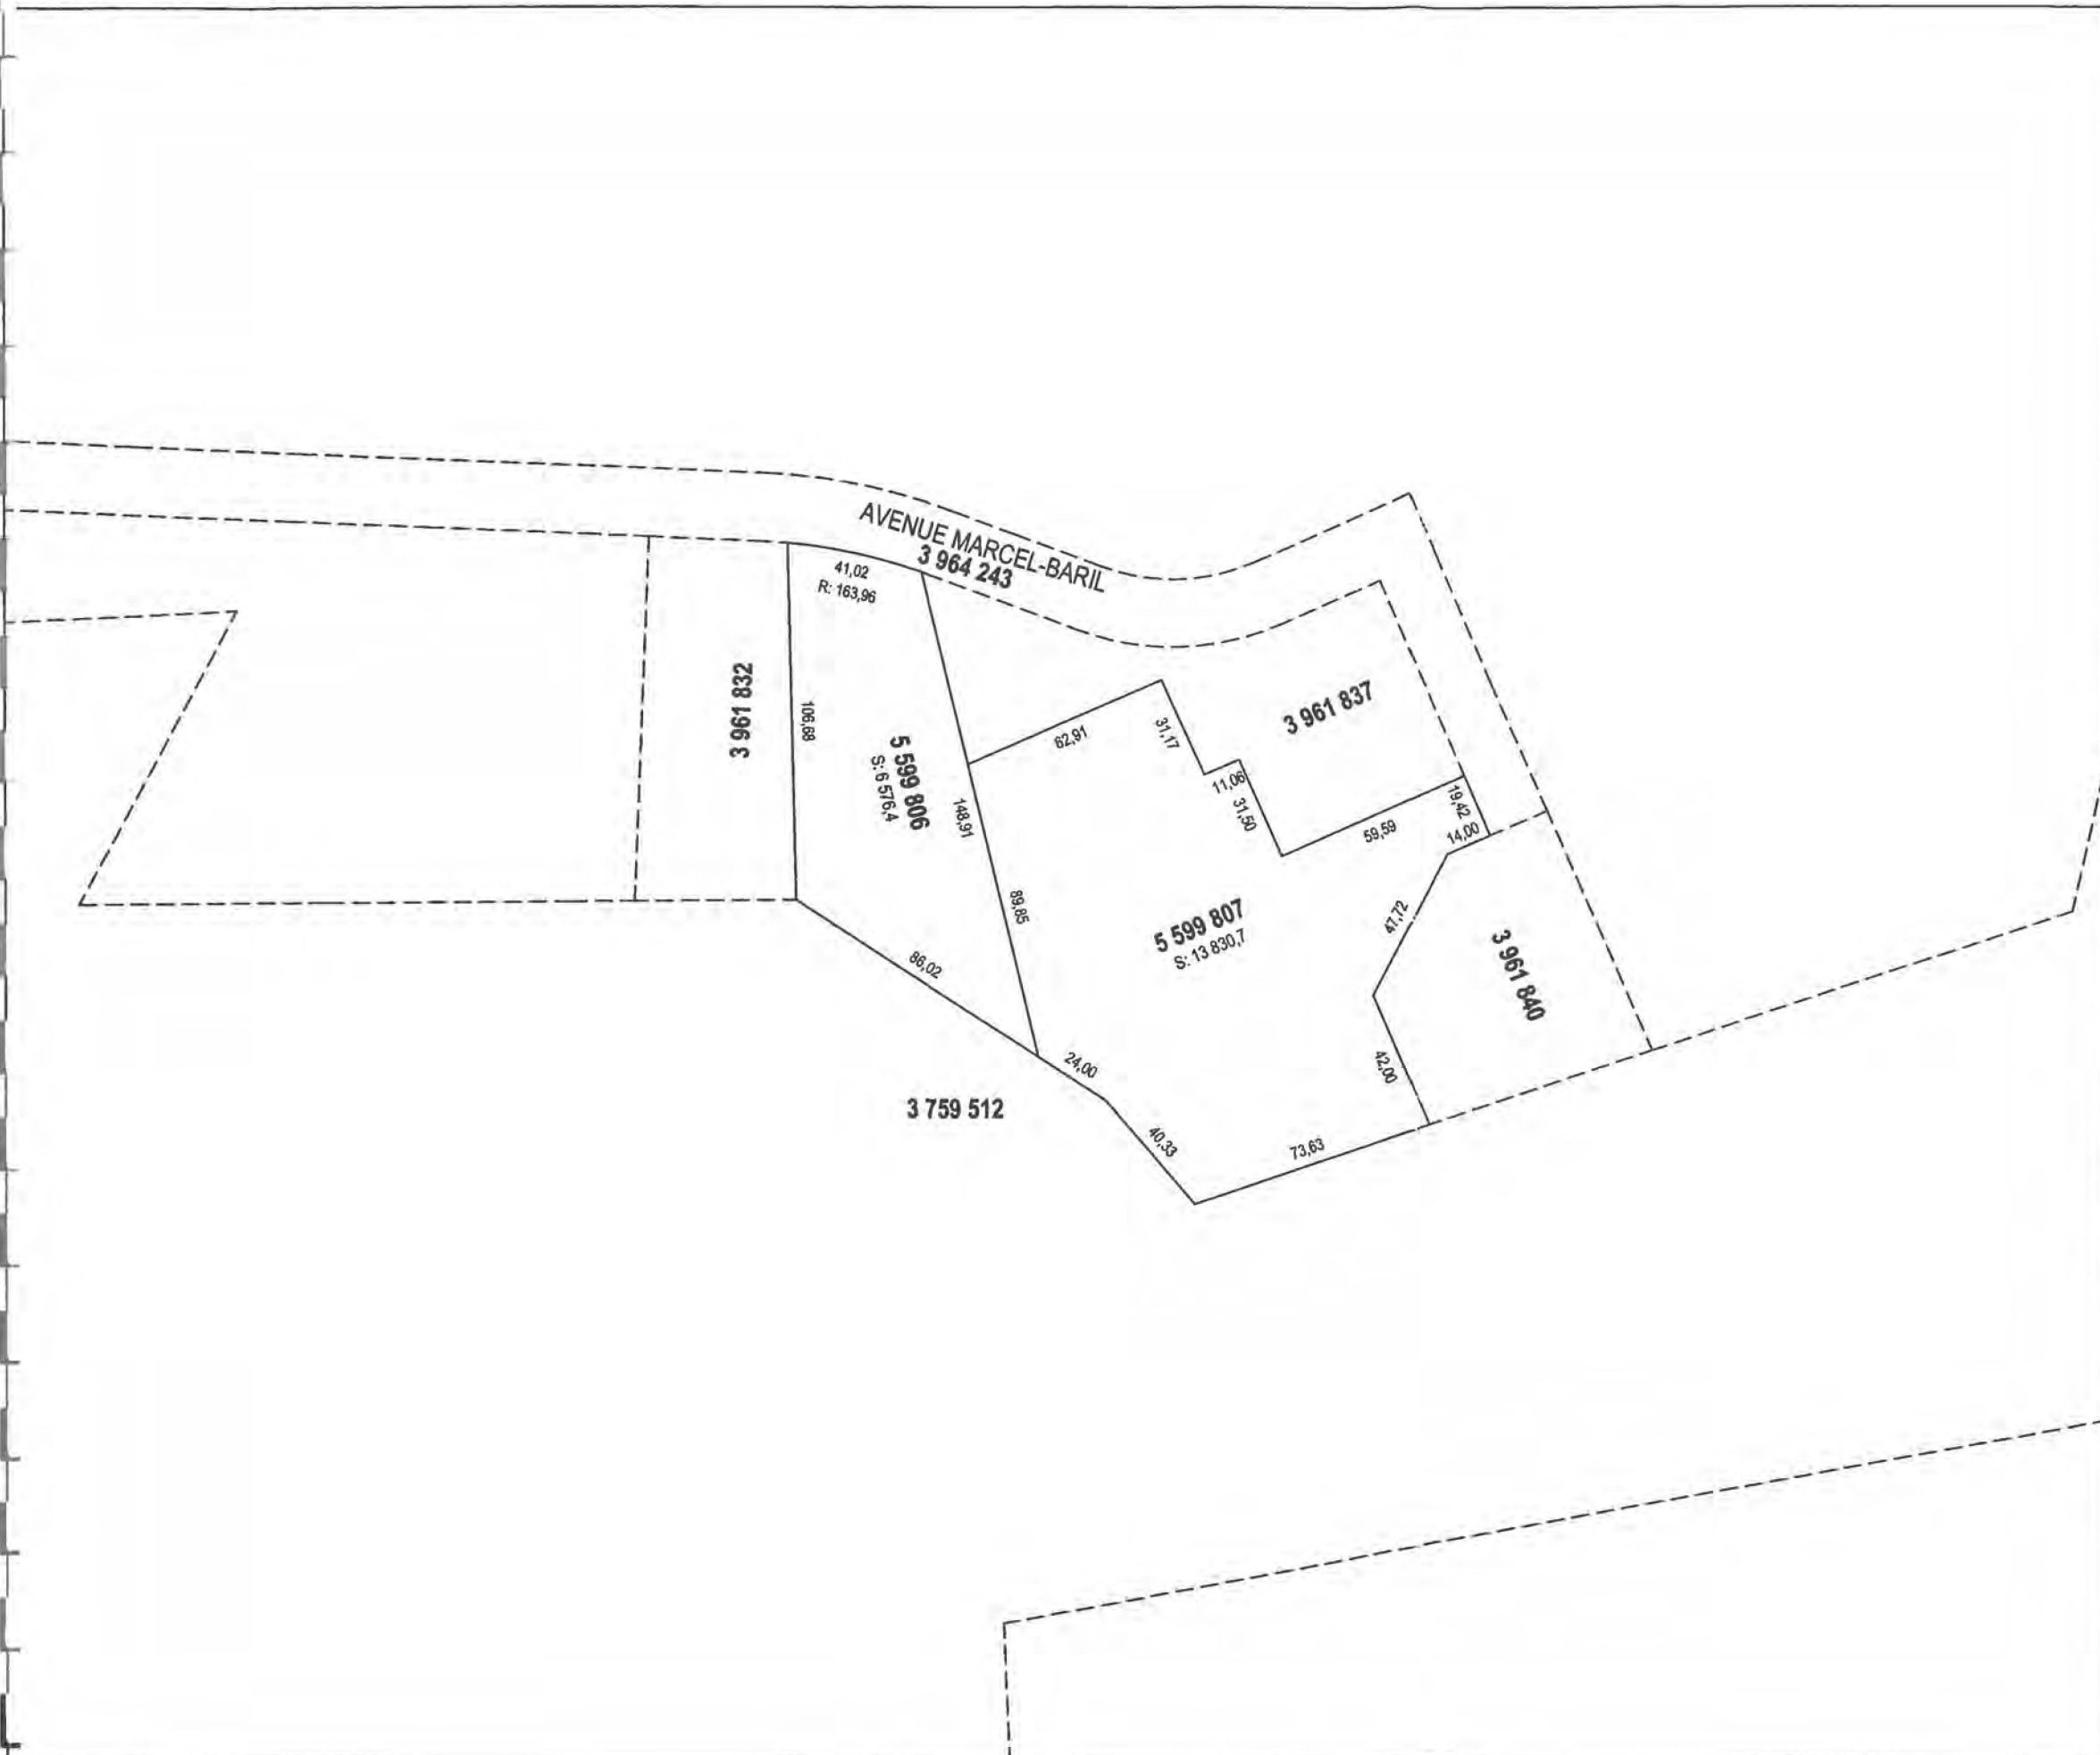 AVENUE MARCEL-BARIL
3 964 243
41,02
R: 163,96
3 961 832
106,68
5 599 806
S: 6 576,4
148,91
89,85
86,02
62,91
31,17
11,06
31,50
59,59
19,42
14,00
3 961 837
5 599 807
S: 13 830,7
47,72
42,00
3 961 840
24,00
40,33
73,63
3 759 512